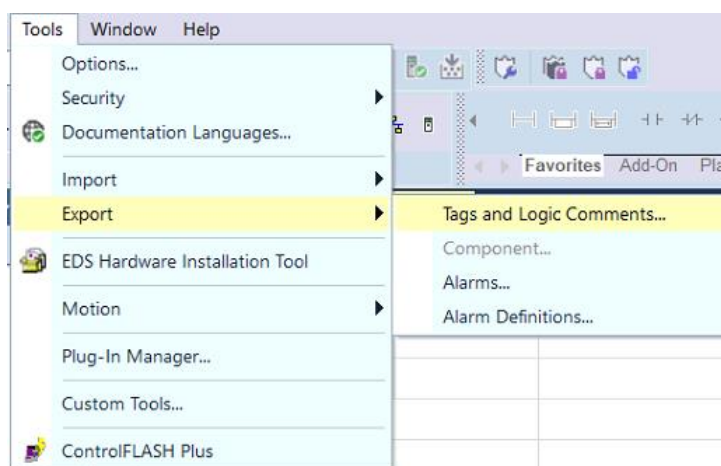 Tools Window Help
Options...
Security
Documentation Languages...
Import
Export
EDS Hardware Installation Tool
Motion
Plug-In Manager...
Custom Tools...
ControlFLASH Plus
Favorites Add-On
Tags and Logic Comments...
Component...
Alarms...
Alarm Definitions...